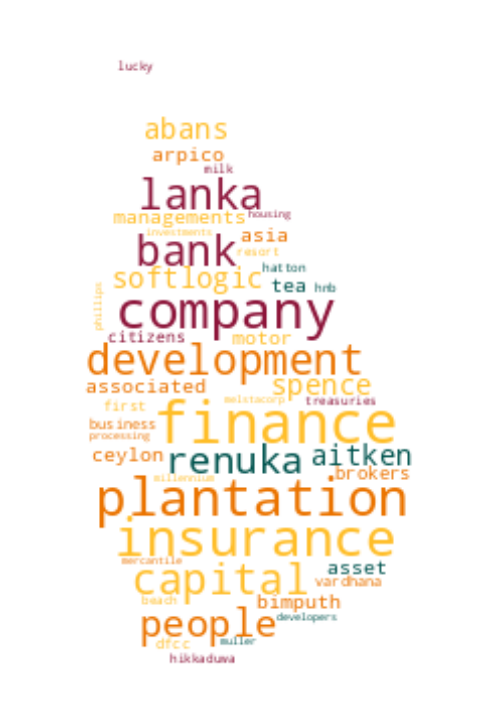 lucky
abans
arpico
milk
lanka
managements housing
investments asia
bank resort
softlogic hatton
tea hnb
phillips
company
citizens motor
development
associated spence
first melstacorp treasuries
business finance
processing
ceylon renuka aitken
brokers
millennium
plantation
insurance
mercantile asset
capital vardhana
beach bimputh
people developers
dfcc muller
hikkaduwa